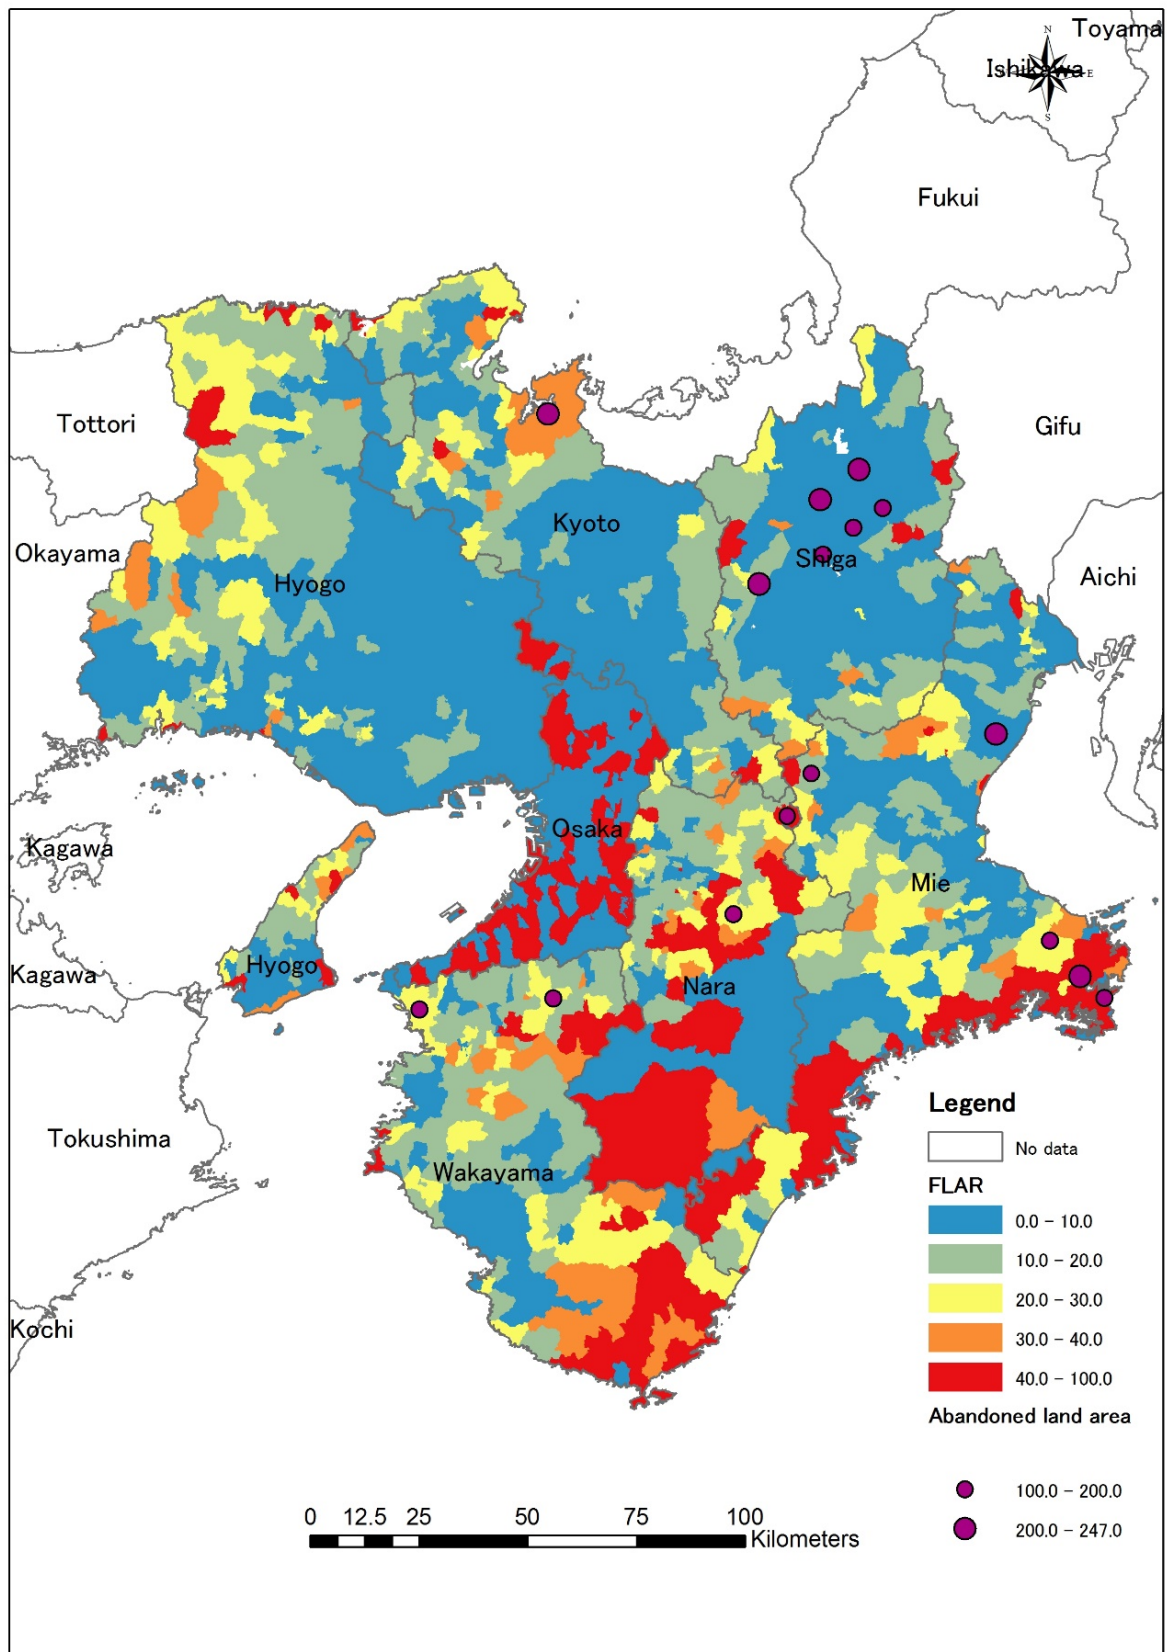 Toyama
N
Ishikawa
E
S
Fukui
Tottori
Gifu
Kyoto
Okayama
Shiga
Hyogo
Aichi
Osaka
Kagawa
Mie
Hyogo
Kagawa
Nara
Legend
No data
Tokushima
Wakayama
FLAR
0.0 - 10.0
10.0 - 20.0
20.0 - 30.0
Kochi
30.0 - 40.0
40.0 - 100.0
Abandoned land area
100.0 - 200.0
0 12.5 25 50 75 100
200.0 - 247.0
Kilometers